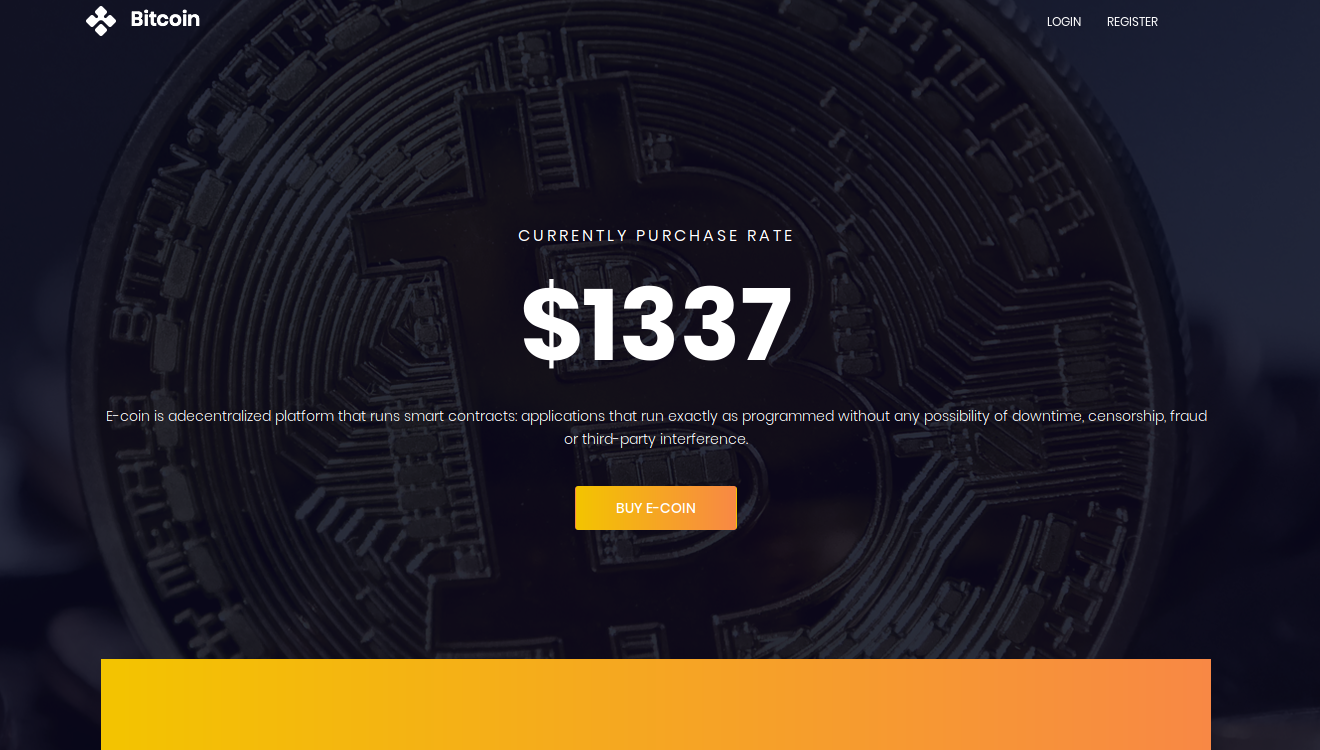 Bitcoin
LOGIN REGISTER
CURRENTLY PURCHASE RATE
$1337
E-coin is adecentralized platform that runs smart contracts: applications that run exactly as programmed without any possibility of downtime, censorship, fraud
or third-party interference.
BUY E-COIN